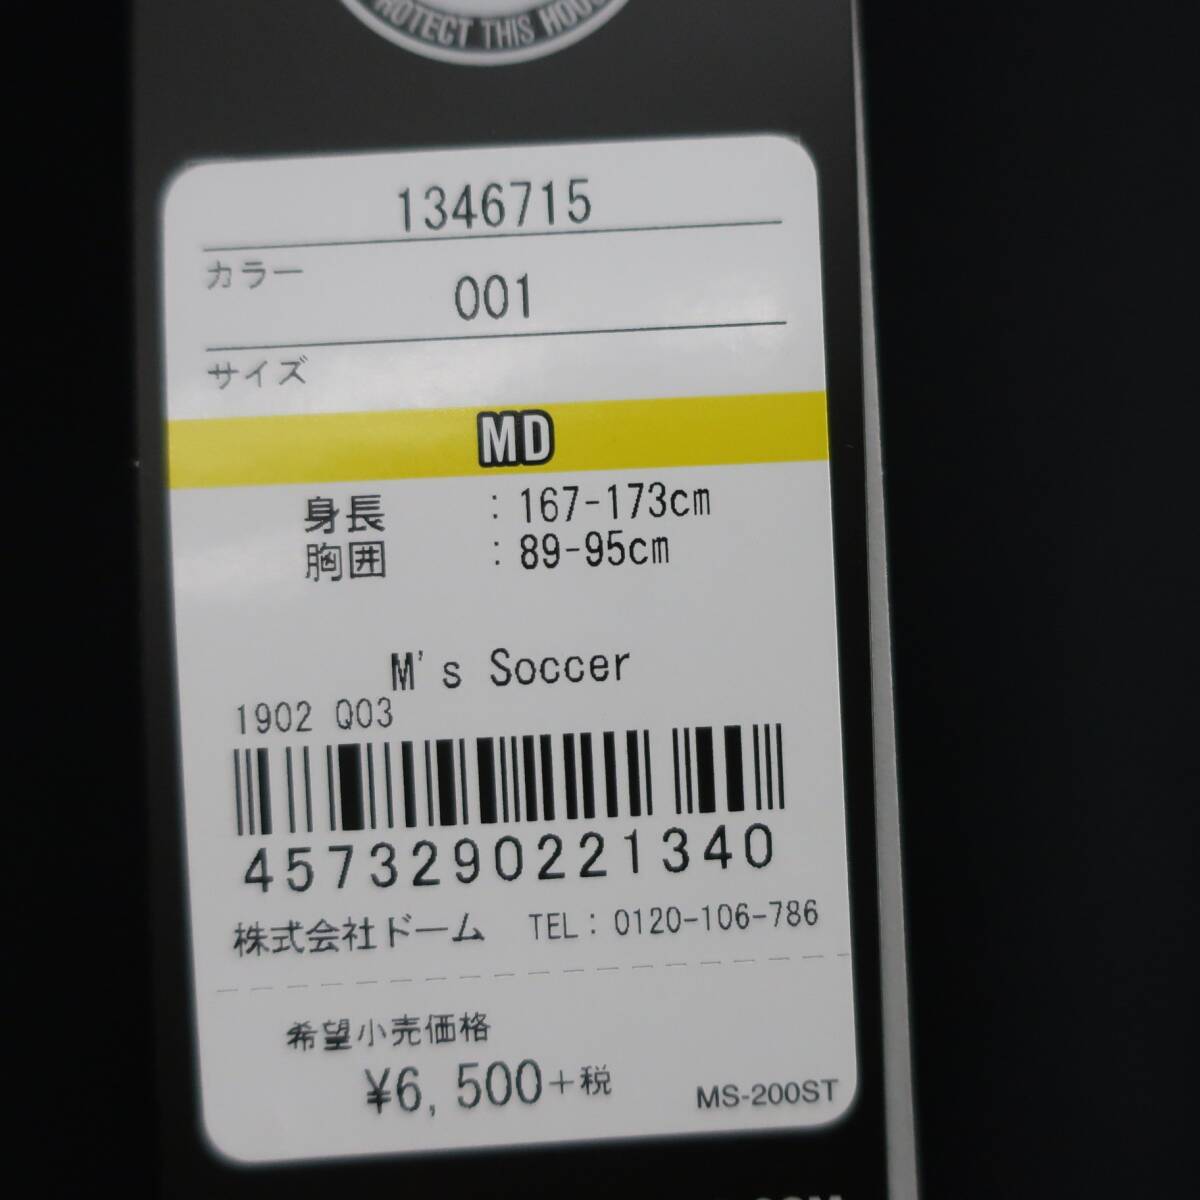 PROTECT THIS HOUSE
1346715
カラー
001
サイズ
MD
身長 : 167-173cm
胸囲 : 89-95cm
M's Soccer
1902 Q03
4573290221340
株式会社ドーム TEL: 0120-106-786
希望小売価格
¥6,500+税
MS-200ST